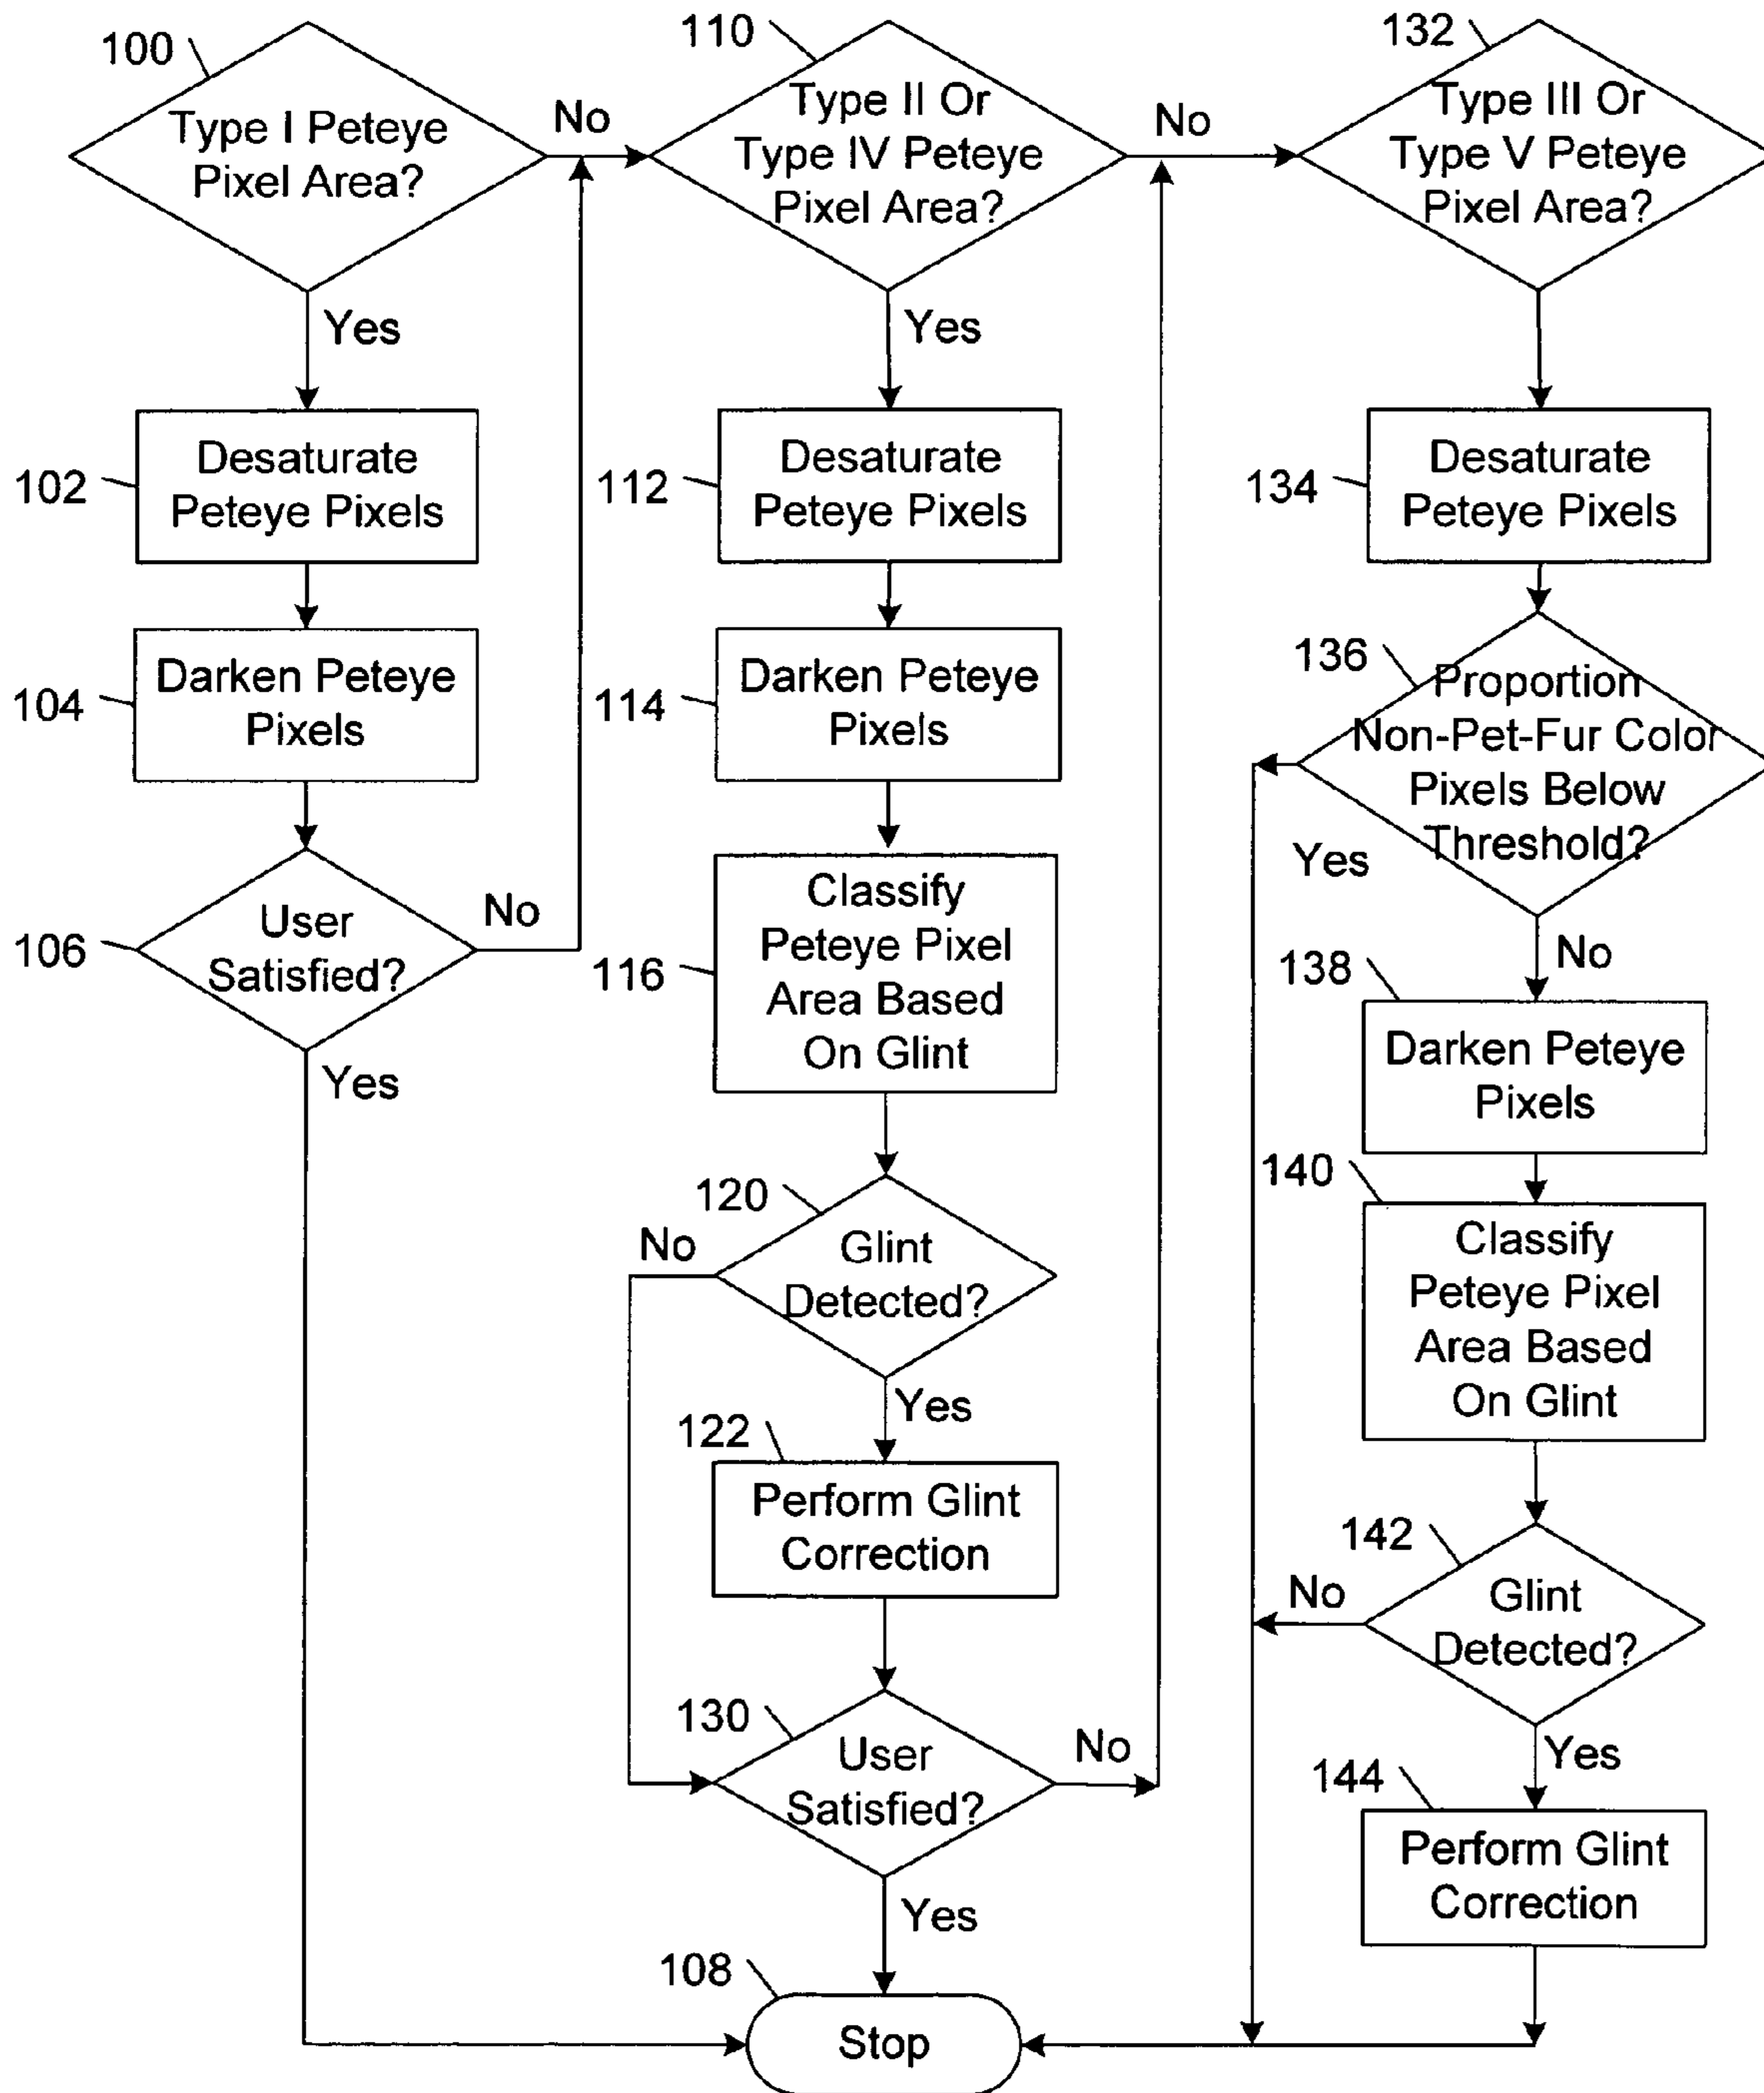 100
Type I Peteye
Pixel Area?
No
Yes
102
Desaturate
Peteye Pixels
104
Darken Peteye
Pixels
106
User
Satisfied?
No
Yes
110
Type II Or
Type IV Peteye
Pixel Area?
No
Yes
112
Desaturate
Peteye Pixels
114
Darken Peteye
Pixels
116
Classify
Peteye Pixel
Area Based
On Glint
120
Glint
Detected?
No
Yes
122
Perform Glint
Correction
130
User
Satisfied?
No
Yes
108
Stop
132
Type III Or
Type V Peteye
Pixel Area?
134
Desaturate
Peteye Pixels
136
Proportion
Non-Pet-Fur Color
Pixels Below
Threshold?
Yes
No
138
Darken Peteye
Pixels
140
Classify
Peteye Pixel
Area Based
On Glint
142
Glint
Detected?
No
Yes
144
Perform Glint
Correction